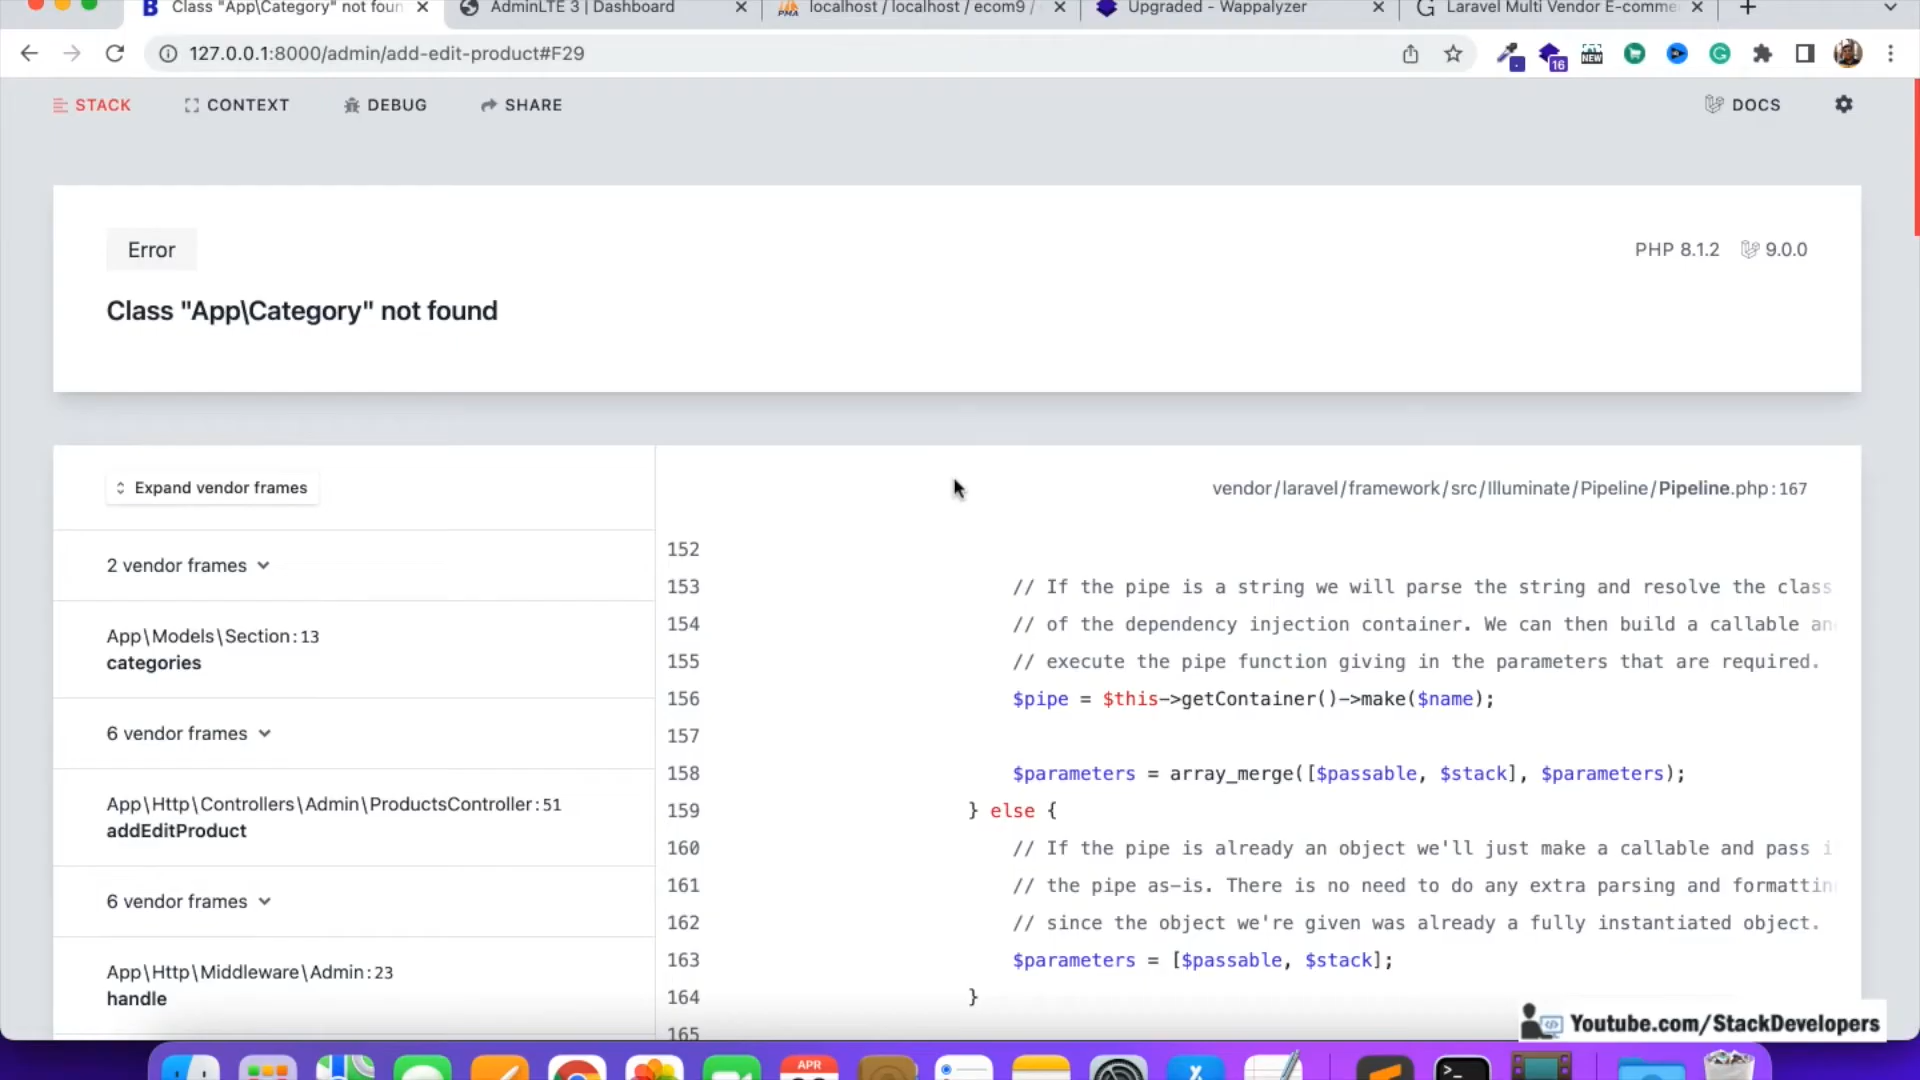 Class "App\Category" not foun
AdminLTE 3 | Dashboard
localhost / localhost / ecom9 /
Upgraded - Wappalyzer
Laravel Multi Vendor E-comme
127.0.0.1:8000/admin/add-edit-product#F29
16
NEW
STACK
CONTEXT
DEBUG
SHARE
DOCS
Error
PHP 8.1.2
9.0.0
Class "App\Category" not found
Expand vendor frames
vendor/laravel/framework/src/Illuminate/Pipeline/Pipeline.php:167
2 vendor frames
App\Models\Section:13
categories
6 vendor frames
App\Http\Controllers\Admin\ProductsController:51
addEditProduct
6 vendor frames
App\Http\Middleware\Admin:23
handle
152
153 // If the pipe is a string we will parse the string and resolve the class
154 // of the dependency injection container. We can then build a callable an
155 // execute the pipe function giving in the parameters that are required.
156 $pipe = $this->getContainer()->make($name);
157
158 $parameters = array_merge([$passable, $stack], $parameters);
159 } else {
160 // If the pipe is already an object we'll just make a callable and pass i
161 // the pipe as-is. There is no need to do any extra parsing and formattin
162 // since the object we're given was already a fully instantiated object.
163 $parameters = [$passable, $stack];
164 }
165
Youtube.com/StackDevelopers
APR